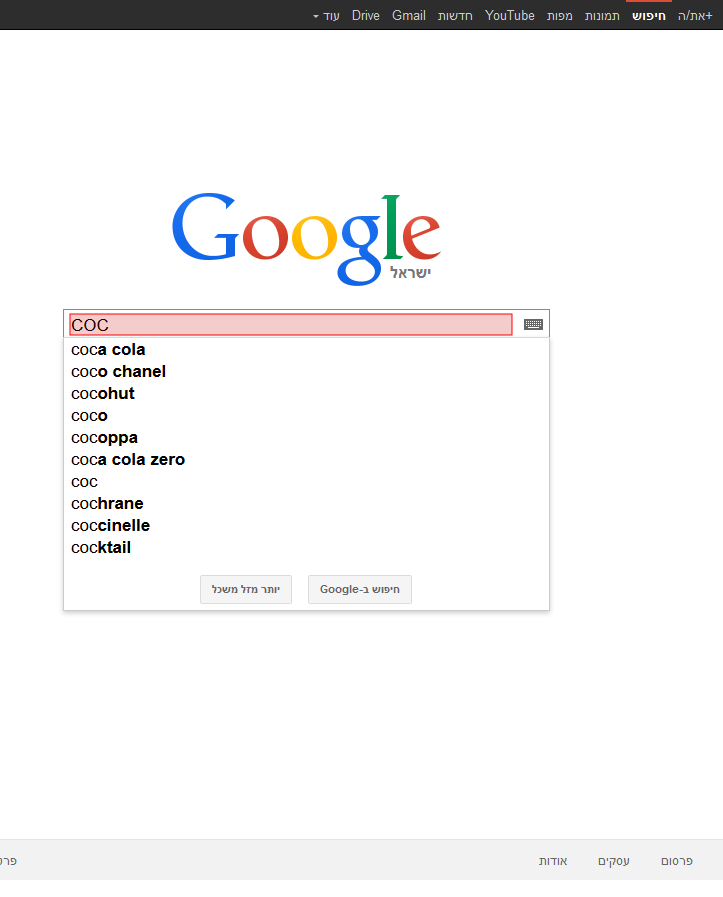 +את/ה חיפוש תמונות מפות YouTube חדשות Gmail Drive עוד
Google
ישראל
COC
coca cola
coco chanel
cocohut
coco
cocoppa
coca cola zero
coc
cochrane
coccinelle
cocktail
חיפוש ב-Google יותר מזל משכל
פרסום עסקים אודות